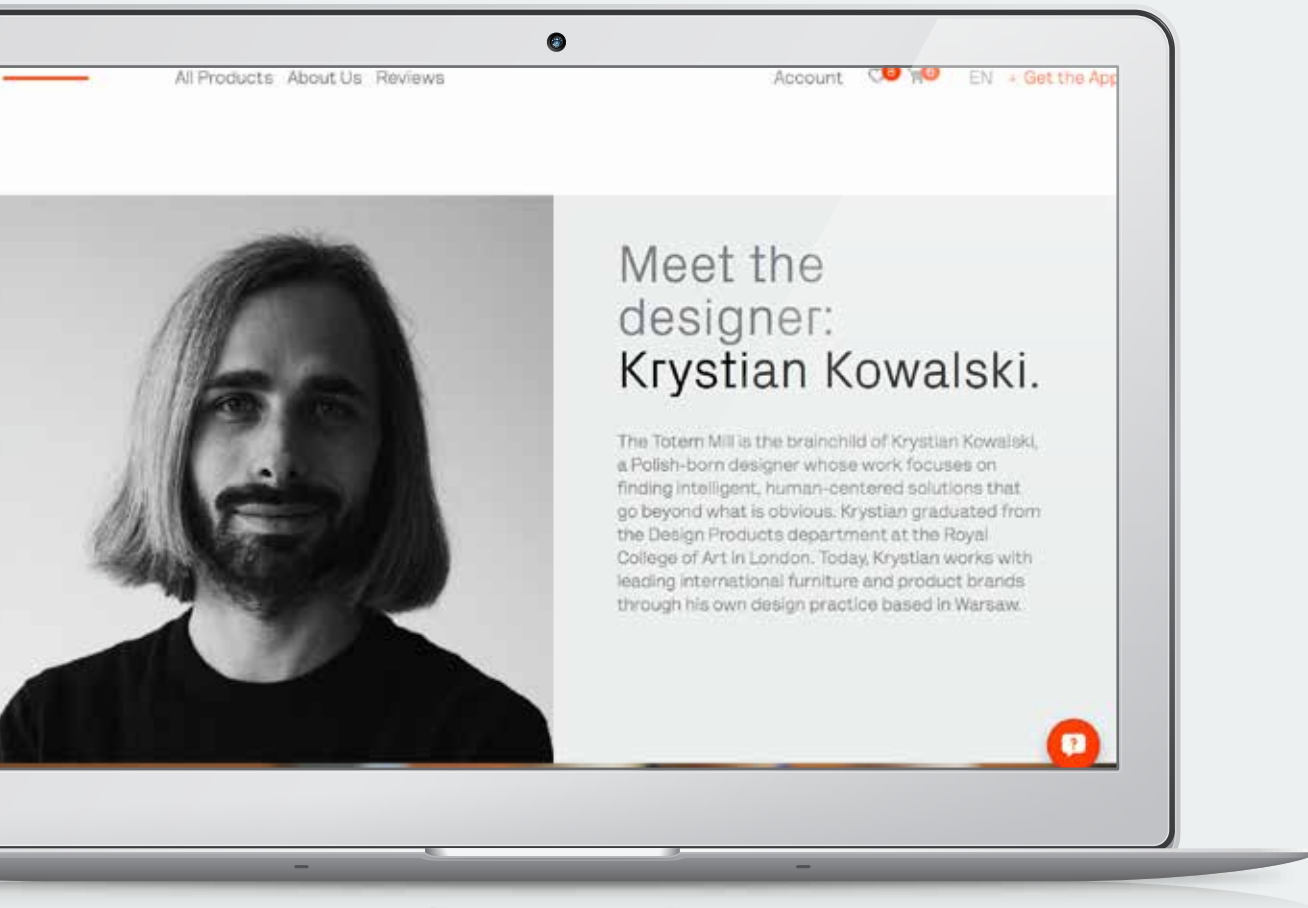 All Products About Us Reviews Account EN + Get the App
Meet the
designer:
Krystian Kowalski.
The Totem Mill is the brainchild of Krystian Kowalski,
a Polish-born designer whose work focuses on
finding intelligent, human-centered solutions that
go beyond what is obvious. Krystian graduated from
the Design Products department at the Royal
College of Art in London. Today, Krystian works with
leading international furniture and product brands
through his own design practice based in Warsaw.
?